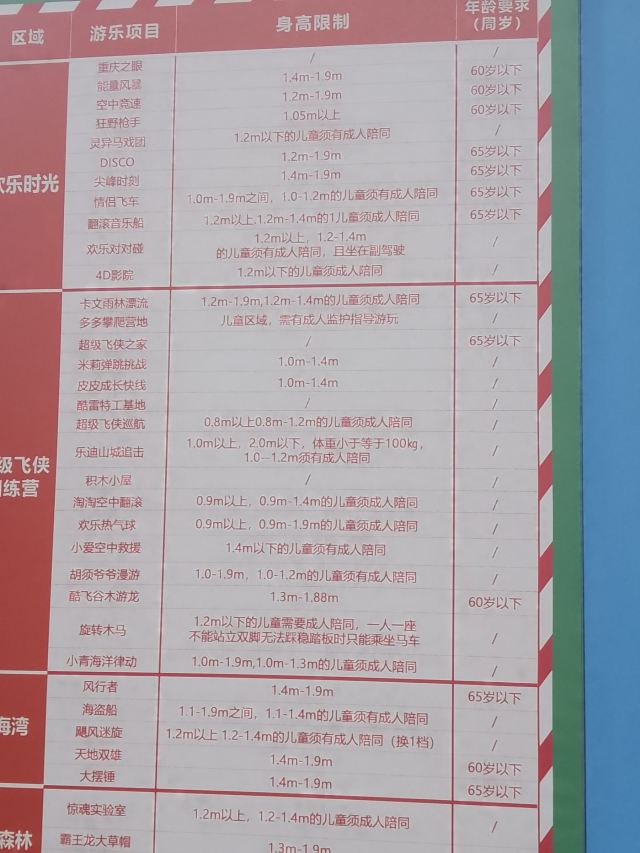 区域 游乐项目 身高限制 年龄要求
（周岁）
乐时光
重庆之眼 / /
能量风暴 1.4m-1.9m 60岁以下
空中竞速 1.2m-1.9m 60岁以下
狂野枪手 1.05m以上 60岁以下
灵异马戏团 1.2m以下的儿童须有成人陪同 /
DISCO 1.2m-1.9m 65岁以下
尖峰时刻 1.4m-1.9m 65岁以下
情侣飞车 1.0m-1.9m之间，1.0-1.2m的儿童须有成人陪同 65岁以下
翻滚音乐船 1.2m以上.1.2m-1.4m的1儿童须成人陪同 65岁以下
欢乐对对碰 1.2m以上，1.2-1.4m
的儿童须有成人陪同，且坐在副驾驶 /
4D影院 1.2m以下的儿童须有成人陪同 /
级飞侠
练营
卡文雨林漂流 1.2m-1.9m,1.2m-1.4m的儿童须有成人陪同 65岁以下
多多攀爬营地 儿童区域，需有成人监护指导游玩 /
超级飞侠之家 / 65岁以下
米莉弹跳挑战 1.0m-1.4m /
皮皮成长快线 1.0m-1.4m /
酷雷特工基地 / /
超级飞侠巡航 0.8m以上0.8m-1.2m的儿童须成人陪同 /
乐迪山城追击 1.0m以上，2.0m以下，体重小于等于100kg，
1.0--1.2m须有成人陪同 /
积木小屋 / /
淘淘空中翻滚 0.9m以上，0.9m-1.4m的儿童须成人陪同 /
欢乐热气球 0.9m以上，0.9m-1.9m的儿童须成人陪同 /
小爱空中救援 1.4m以下的儿童须有成人陪同 /
胡须爷爷漫游 1.0-1.9m，1.0-1.2m的儿童须有成人陪同 /
酷飞谷木游龙 1.3m-1.88m 60岁以下
旋转木马 1.2m以下的儿童需要成人陪同，一人一座
不能站立双脚无法踩稳踏板时只能乘坐马车 /
小青海洋律动 1.0m-1.9m,1.0m-1.3m的儿童须成人陪同 /
海湾
风行者 1.4m-1.9m 65岁以下
海盗船 1.1-1.9m之间，1.1-1.4m的儿童须有成人陪同 /
飓风迷旋 1.2m以上 1.2-1.4m的儿童须有成人陪同（换1档） /
天地双雄 1.4m-1.9m 60岁以下
大摆锤 1.4m-1.9m 65岁以下
森林
惊魂实验室 1.2m以上，1.2-1.4m的儿童须成人陪同 /
霸王龙大草帽 1.3m-1.9m